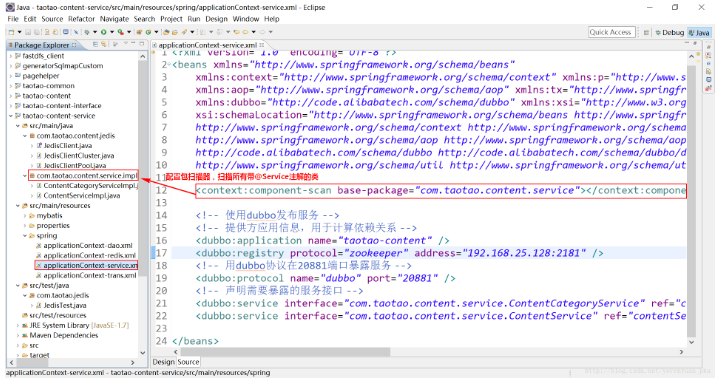 Java - taotao-content-service/src/main/resources/spring/applicationContext-service.xml - Eclipse
File Edit Source Refactor Navigate Search Project Run Design Window Help
Quick Access
Debug
Java
Package Explorer
fastdfs_client
generatorSqlmapCustom
pagehelper
taotao-common
taotao-content
taotao-content-interface
taotao-content-service
src/main/java
com.taotao.content.jedis
JedisClient.java
JedisClientCluster.java
JedisClientPool.java
com.taotao.content.service.impl
ContentCategoryServiceImpl.j
ContentServiceImpl.java
src/main/resources
mybatis
properties
spring
applicationContext-dao.xml
applicationContext-redis.xml
applicationContext-service.xm
applicationContext-trans.xml
src/test/java
com.taotao.jedis
JedisTest.java
src/test/resources
JRE System Library [JavaSE-1.7]
Maven Dependencies
src
target
applicationContext-service.xml
1 <?xml version="1.0" encoding="UTF-8"?>
2 <beans xmlns="http://www.springframework.org/schema/beans"
3 xmlns:context="http://www.springframework.org/schema/context" xmlns:p="http://www.s
4 xmlns:aop="http://www.springframework.org/schema/aop" xmlns:tx="http://www.springfr
5 xmlns:dubbo="http://code.alibabatech.com/schema/dubbo" xmlns:xsi="http://www.w3.org
6 xsi:schemaLocation="http://www.springframework.org/schema/beans http://www.springfr
7 http://www.springframework.org/schema/context http://www.springframework.org/schema
8 http://www.springframework.org/schema/aop http://www.springframework.org/schema/aop
9 http://code.alibabatech.com/schema/dubbo http://code.alibabatech.com/schema/dubbo/d
10 http://www.springframework.org/schema/util http://www.springframework.org/schema/ut
配置包扫描器，扫描所有带@Service注解的类
12 <context:component-scan base-package="com.taotao.content.service"></context:compone
14 <!-- 使用dubbo发布服务 -->
15 <!-- 提供方应用信息，用于计算依赖关系 -->
16 <dubbo:application name="taotao-content" />
17 <dubbo:registry protocol="zookeeper" address="192.168.25.128:2181" />
18 <!-- 用dubbo协议在20881端口暴露服务 -->
19 <dubbo:protocol name="dubbo" port="20881" />
20 <!-- 声明需要暴露的服务接口 -->
21 <dubbo:service interface="com.taotao.content.service.ContentCategoryService" ref="c
22 <dubbo:service interface="com.taotao.content.service.ContentService" ref="contentSe
24 </beans>
Design Source
applicationContext-service.xml - taotao-content-service/src/main/resources/spring